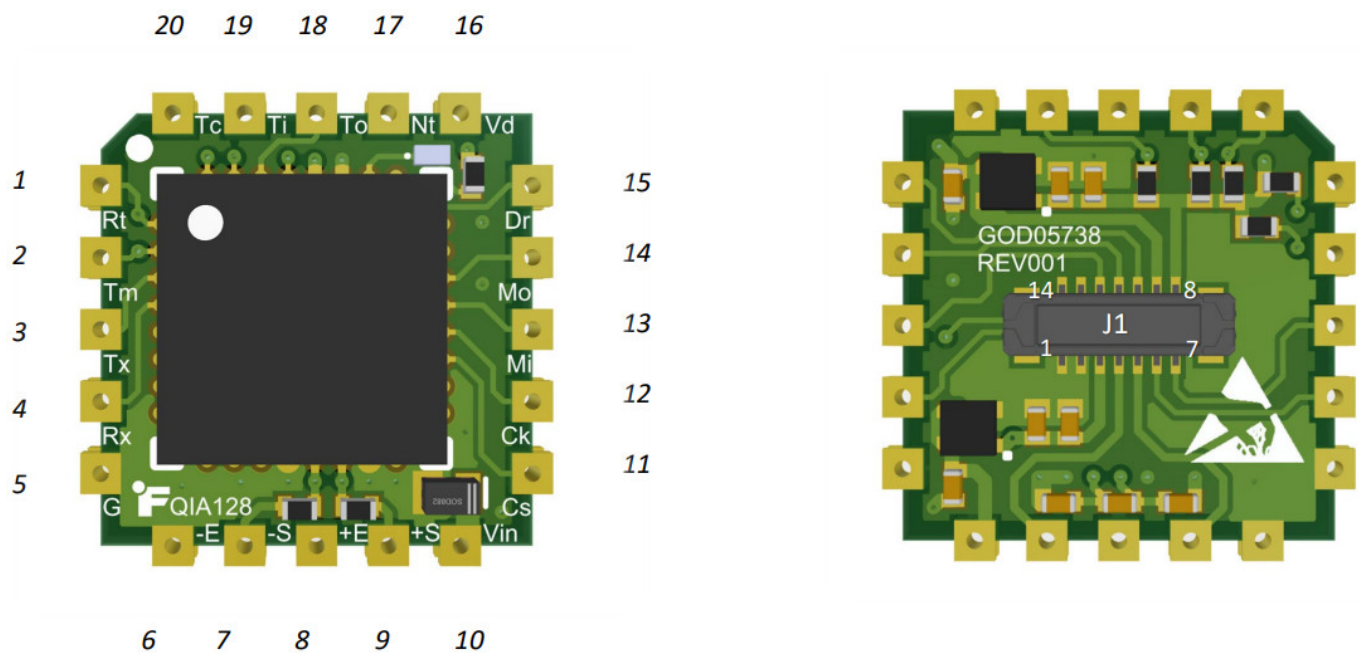 20 19 18 17 16
Tc Ti To Nt Vd
1
Rt
15
Dr
2
Tm
14
Mo
3
Tx
13
Mi
4
Rx
12
Ck
5
G
11
Cs
iF QIA128
SOD882
-E -S +E +S Vin
6 7 8 9 10
GOD05738
REV001
14 8
J1
1 7